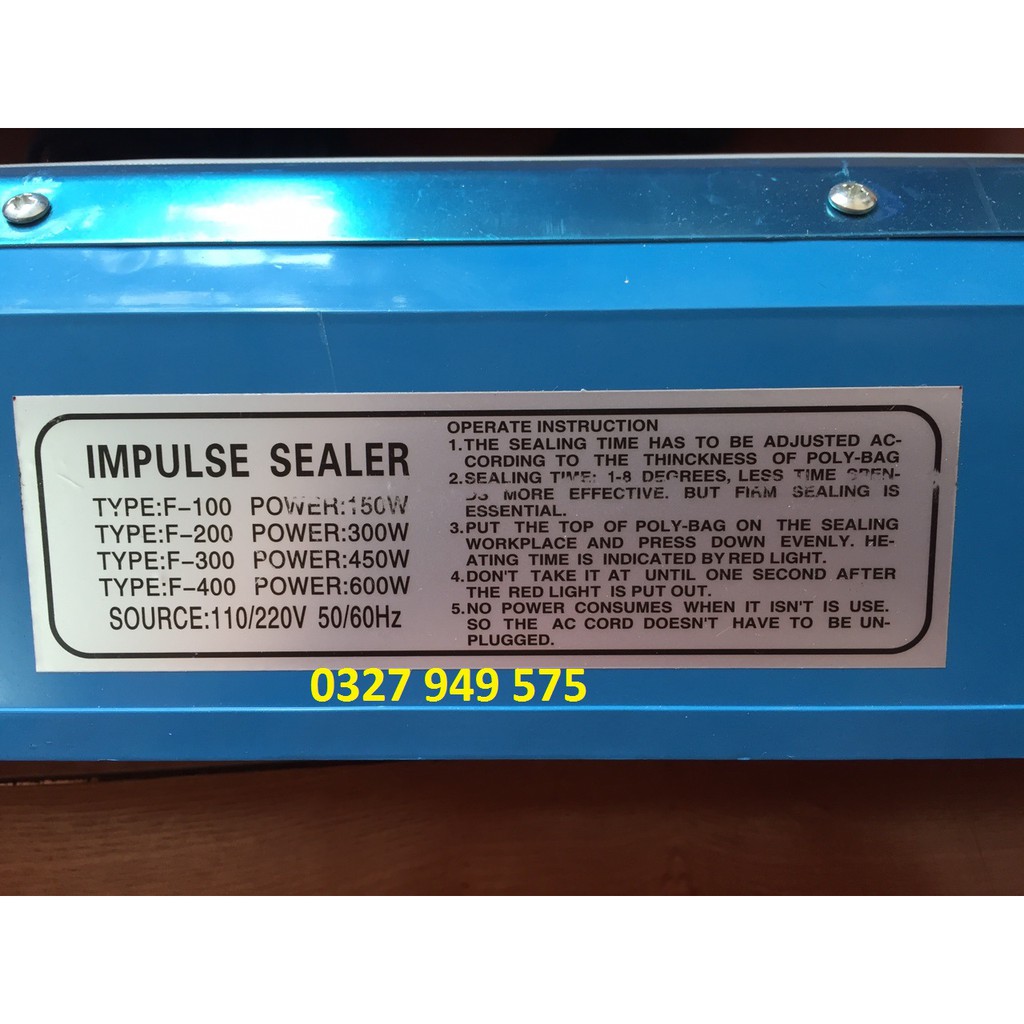 IMPULSE SEALER
TYPE:F-100 POWER:150W
TYPE:F-200 POWER:300W
TYPE:F-300 POWER:450W
TYPE:F-400 POWER:600W
SOURCE:110/220V 50/60Hz
OPERATE INSTRUCTION
1.THE SEALING TIME HAS TO BE ADJUSTED AC-
CORDING TO THE THINCKNESS OF POLY-BAG
2.SEALING TIME: 1-8 DEGREES, LESS TIME SPEN-
DS MORE EFFECTIVE. BUT FIRM SEALING IS
ESSENTIAL.
3.PUT THE TOP OF POLY-BAG ON THE SEALING
WORKPLACE AND PRESS DOWN EVENLY. HE-
ATING TIME IS INDICATED BY RED LIGHT.
4.DON'T TAKE IT AT UNTIL ONE SECOND AFTER
THE RED LIGHT IS PUT OUT.
5.NO POWER CONSUMES WHEN IT ISN'T IS USE.
SO THE AC CORD DOESN'T HAVE TO BE UN-
PLUGGED.
0327 949 575